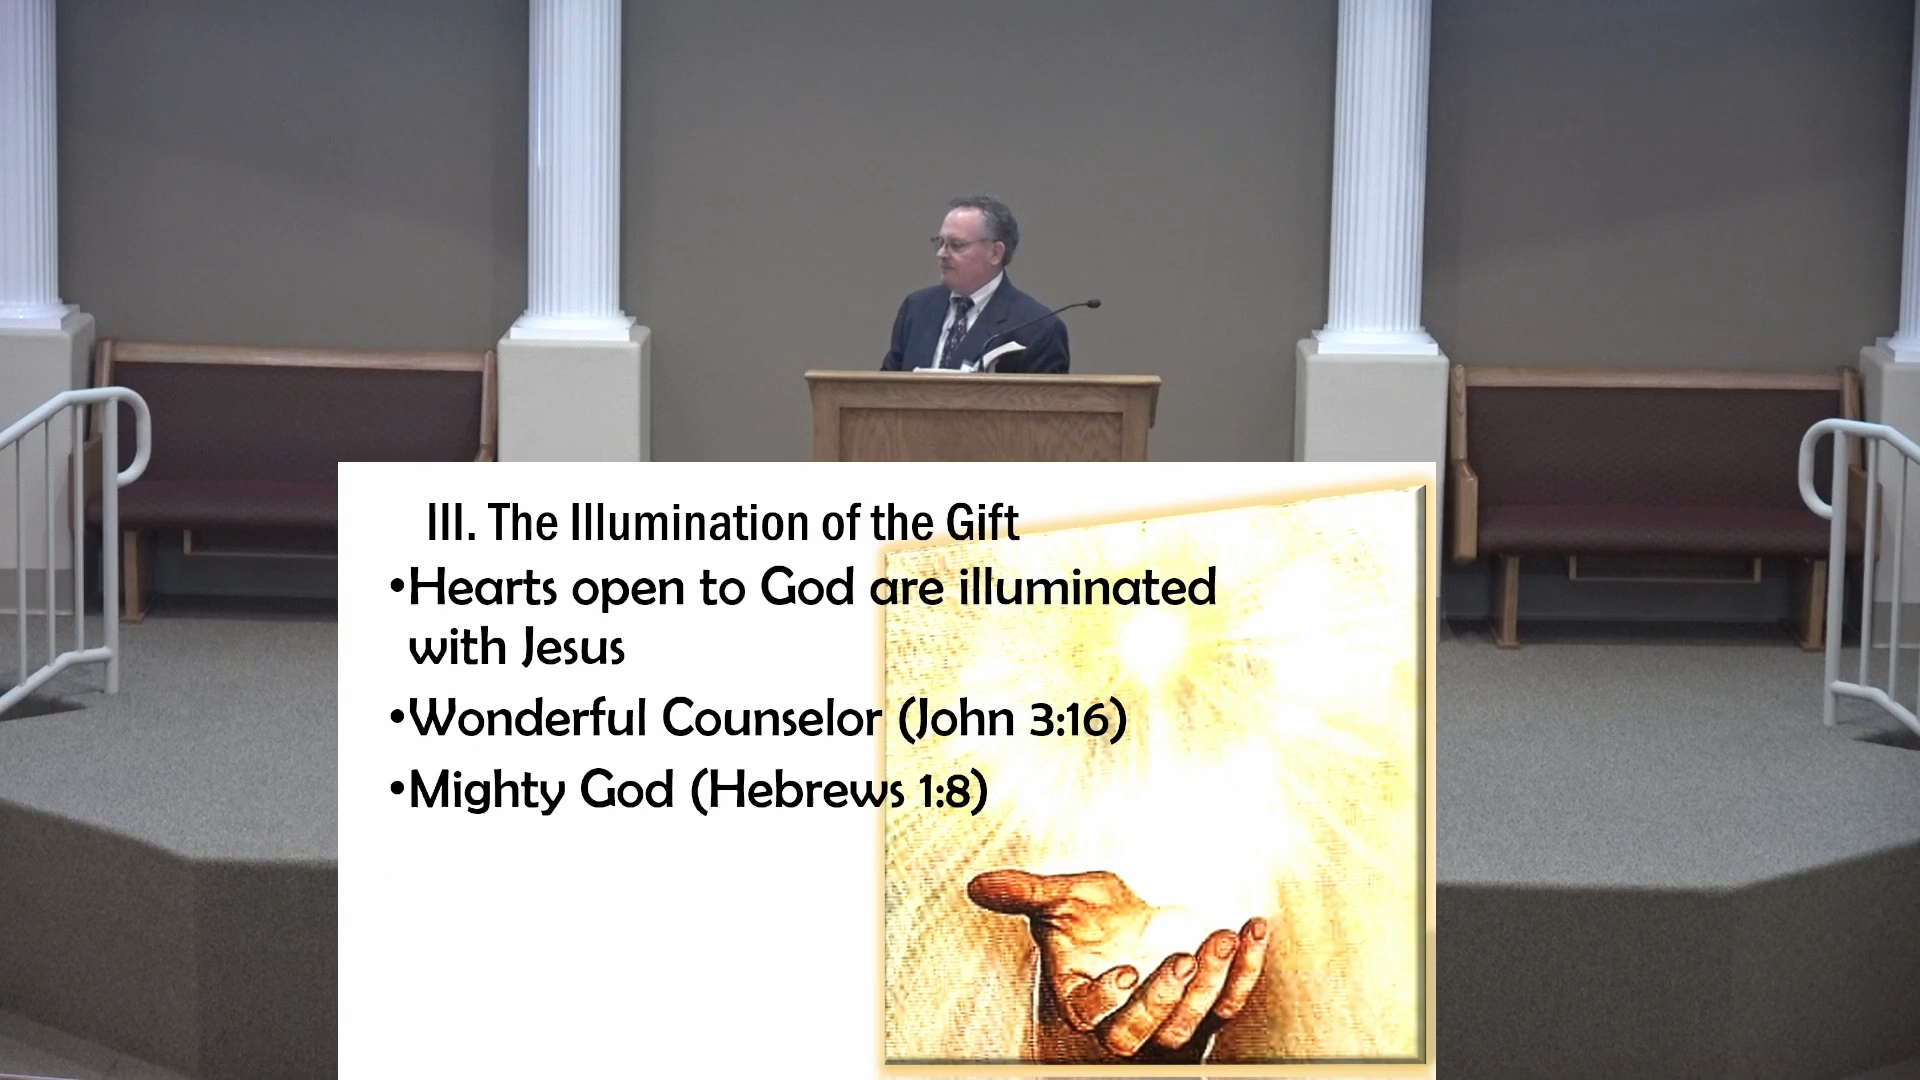 III. The Illumination of the Gift
•Hearts open to God are illuminated
with Jesus
•Wonderful Counselor (John 3:16)
•Mighty God (Hebrews 1:8)